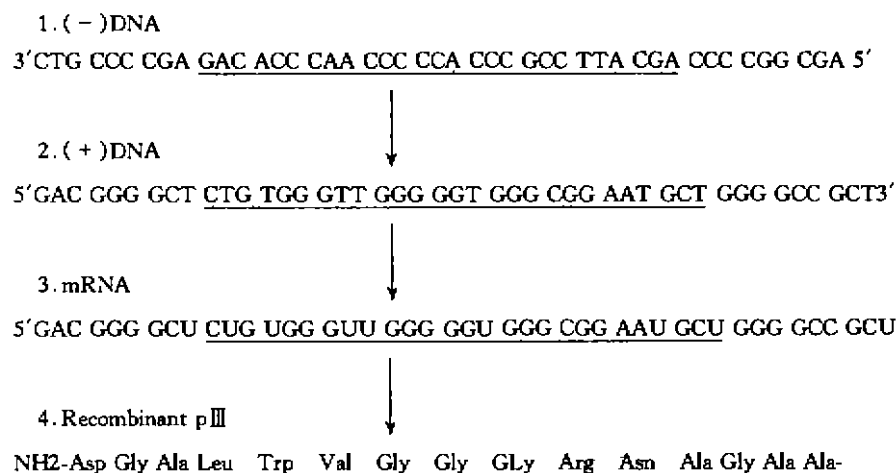 1.(-)DNA
3′CTG CCC CGA GAC ACC CAA CCC CCA CCC GCC TTA CGA CCC CGG CGA 5′
2.(+)DNA
5′GAC GGG GCT CTG TGG GTT GGG GGT GGG CGG AAT GCT GGG GCC GCT3′
3.mRNA
5′GAC GGG GCU CUG UGG GUU GGG GGU GGG CGG AAU GCU GGGG GCC GCU
4.Recombinant pⅢ
NH2-Asp Gly Ala Leu Trp Val Gly Gly GLy Arg Asn Ala Gly Ala Ala-